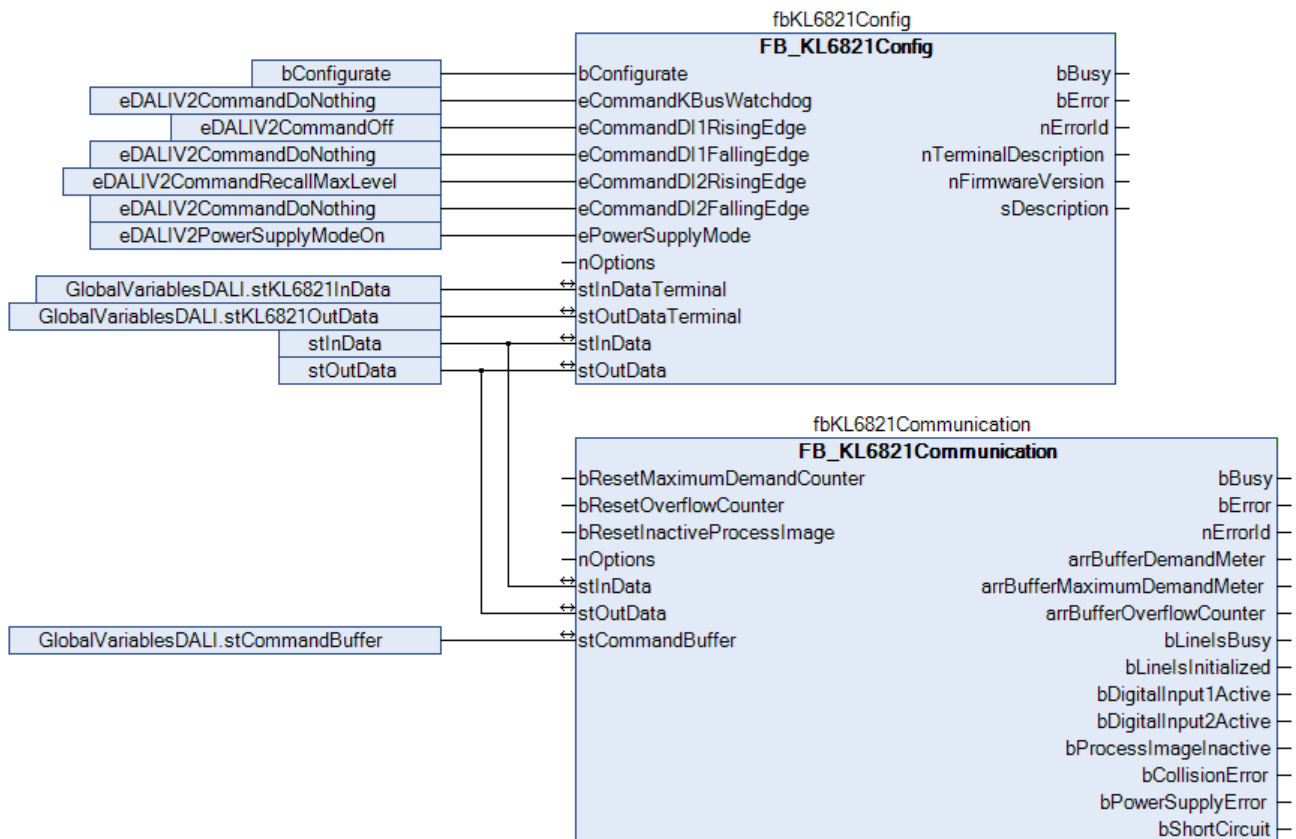 fbKL6821Config
FB_KL6821Config
bConfigurate bConfigurate bBusy
eDALIV2CommandDoNothing eCommandKBusWatchdog bError
eDALIV2CommandOff eCommandDI1RisingEdge nErrorId
eDALIV2CommandDoNothing eCommandDI1FallingEdge nTerminalDescription
eDALIV2CommandRecallMaxLevel eCommandDI2RisingEdge nFirmwareVersion
eDALIV2CommandDoNothing eCommandDI2FallingEdge sDescription
eDALIV2PowerSupplyModeOn ePowerSupplyMode
nOptions
GlobalVariablesDALI.stKL6821InData stInDataTerminal
GlobalVariablesDALI.stKL6821OutData stOutDataTerminal
stInData stInData
stOutData stOutData
fbKL6821Communication
FB_KL6821Communication
bResetMaximumDemandCounter bBusy
bResetOverflowCounter bError
bResetInactiveProcessImage nErrorId
nOptions arrBufferDemandMeter
stInData arrBufferMaximumDemandMeter
stOutData arrBufferOverflowCounter
GlobalVariablesDALI.stCommandBuffer stCommandBuffer bLineIsBusy
bLineIsInitialized
bDigitalInput1Active
bDigitalInput2Active
bProcessImageInactive
bCollisionError
bPowerSupplyError
bShortCircuit